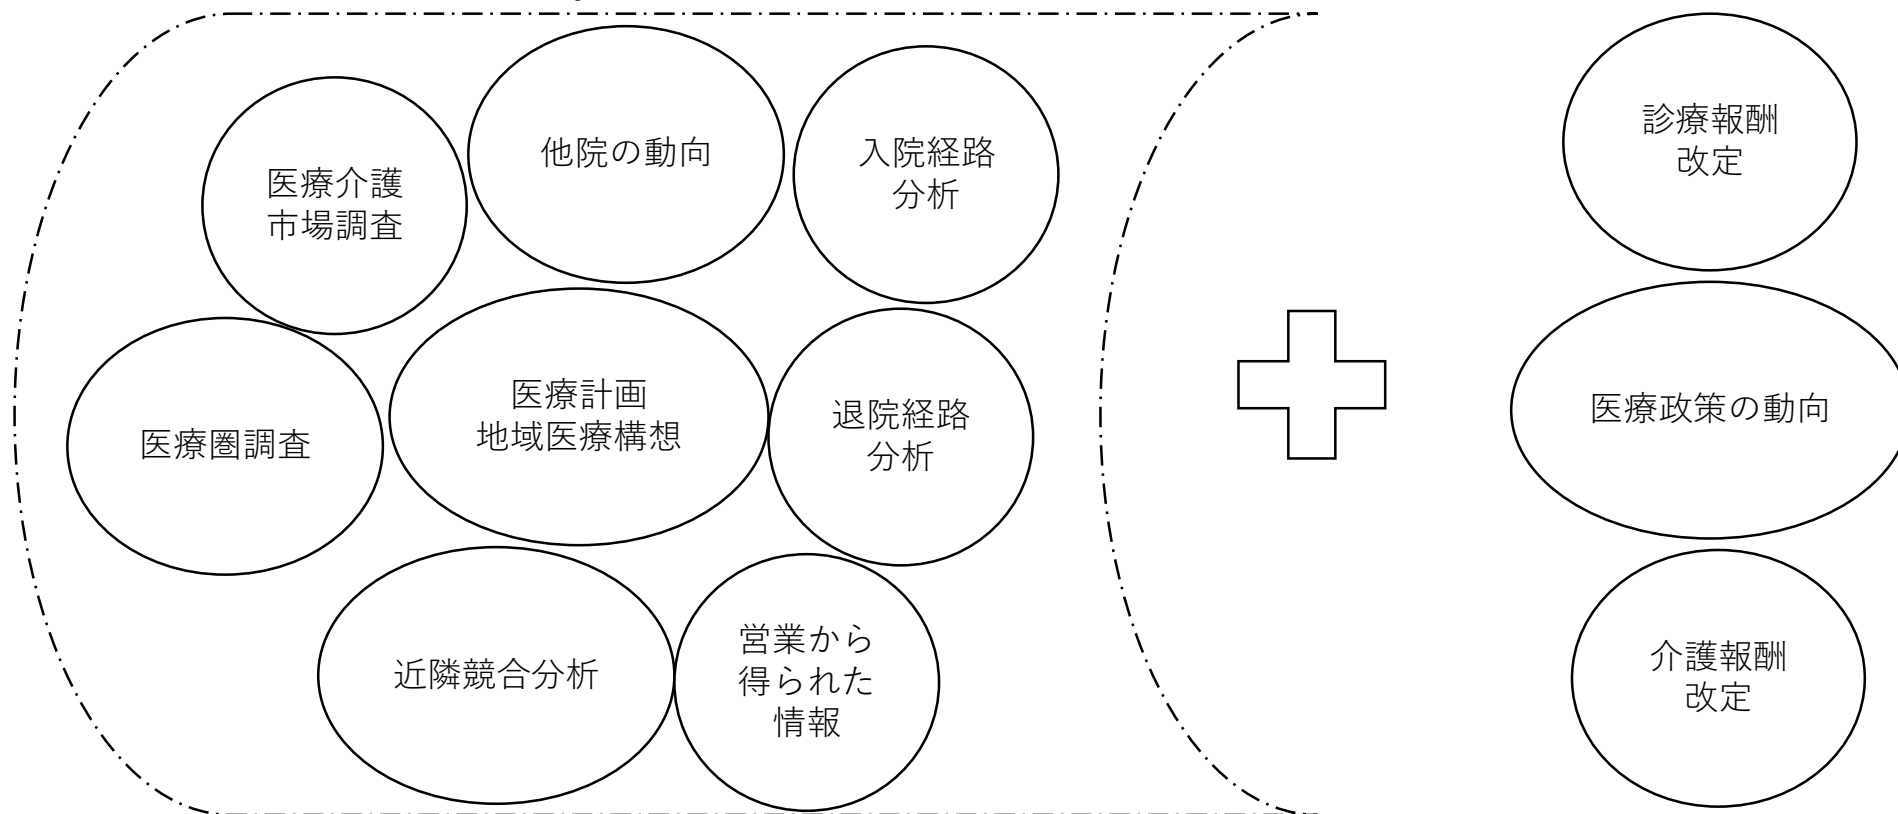 他院の動向
入院経路
分析
医療介護
市場調査
医療計画
地域医療構想
退院経路
分析
医療圏調査
近隣競合分析
営業から
得られた
情報
診療報酬
改定
医療政策の動向
介護報酬
改定